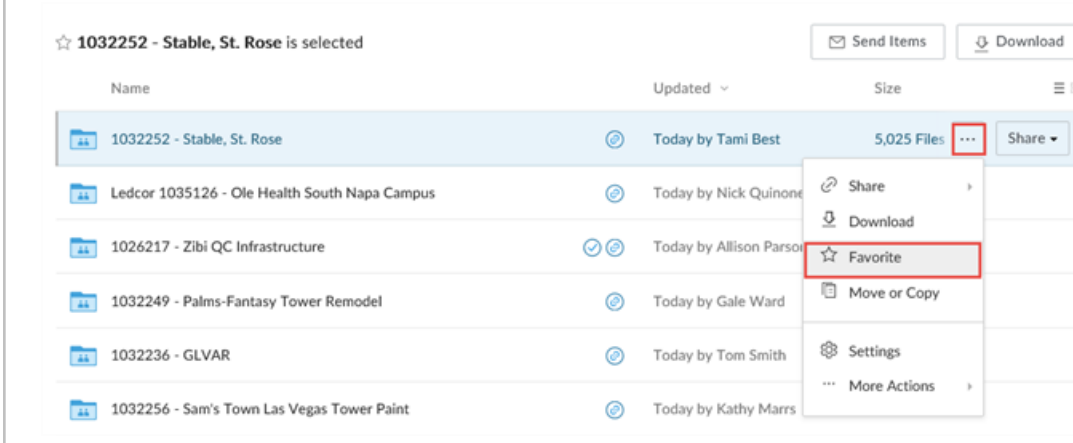 1032252 - Stable, St. Rose is selected
Send Items
Download
Name
Updated
Size
1032252 - Stable, St. Rose
Today by Tami Best
5,025 Files
Share
Ledcor 1035126 - Ole Health South Napa Campus
Today by Nick Quinone
1026217 - Zibi QC Infrastructure
Today by Allison Parso
1032249 - Palms-Fantasy Tower Remodel
Today by Gale Ward
1032236 - GLVAR
Today by Tom Smith
1032256 - Sam's Town Las Vegas Tower Paint
Today by Kathy Marrs
Share
Download
Favorite
Move or Copy
Settings
More Actions